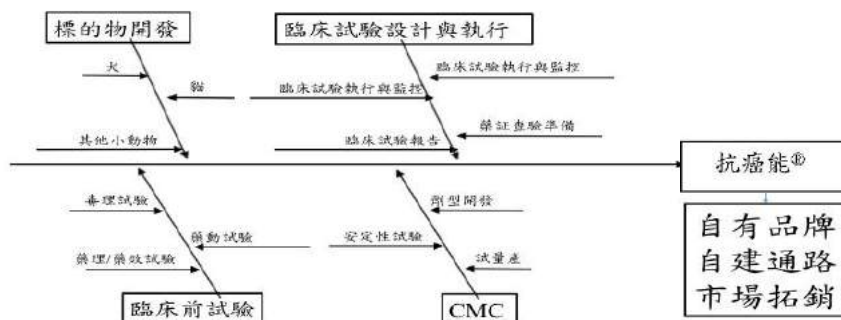 標的物開發
臨床試驗設計與執行
犬
貓
其他小動物
臨床試驗執行與監控
臨床試驗執行與監控
臨床試驗報告
藥証查驗準備
抗癌能®
自有品牌
自建通路
市場拓銷
毒理試驗
藥動試驗
藥理/藥效試驗
臨床前試驗
劑型開發
安定性試驗
試量產
CMC